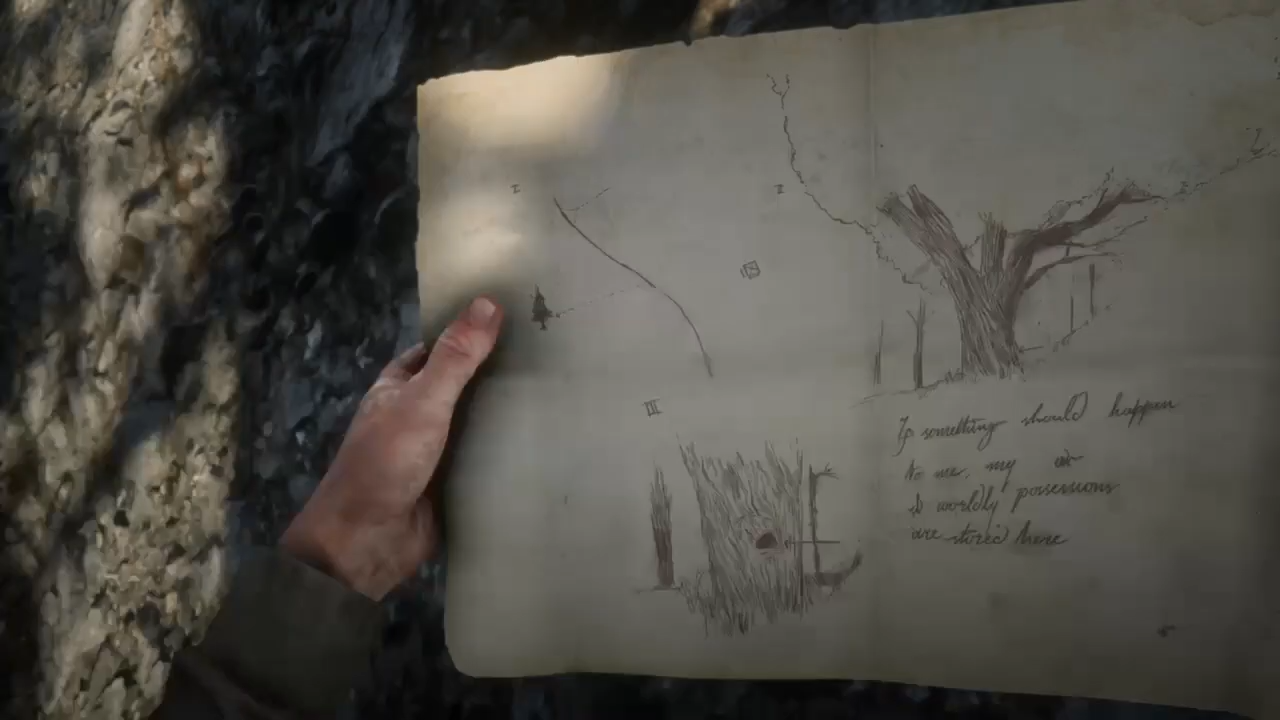 I
I
III
If something should happen
to me, my
worldly possessions
are stored here